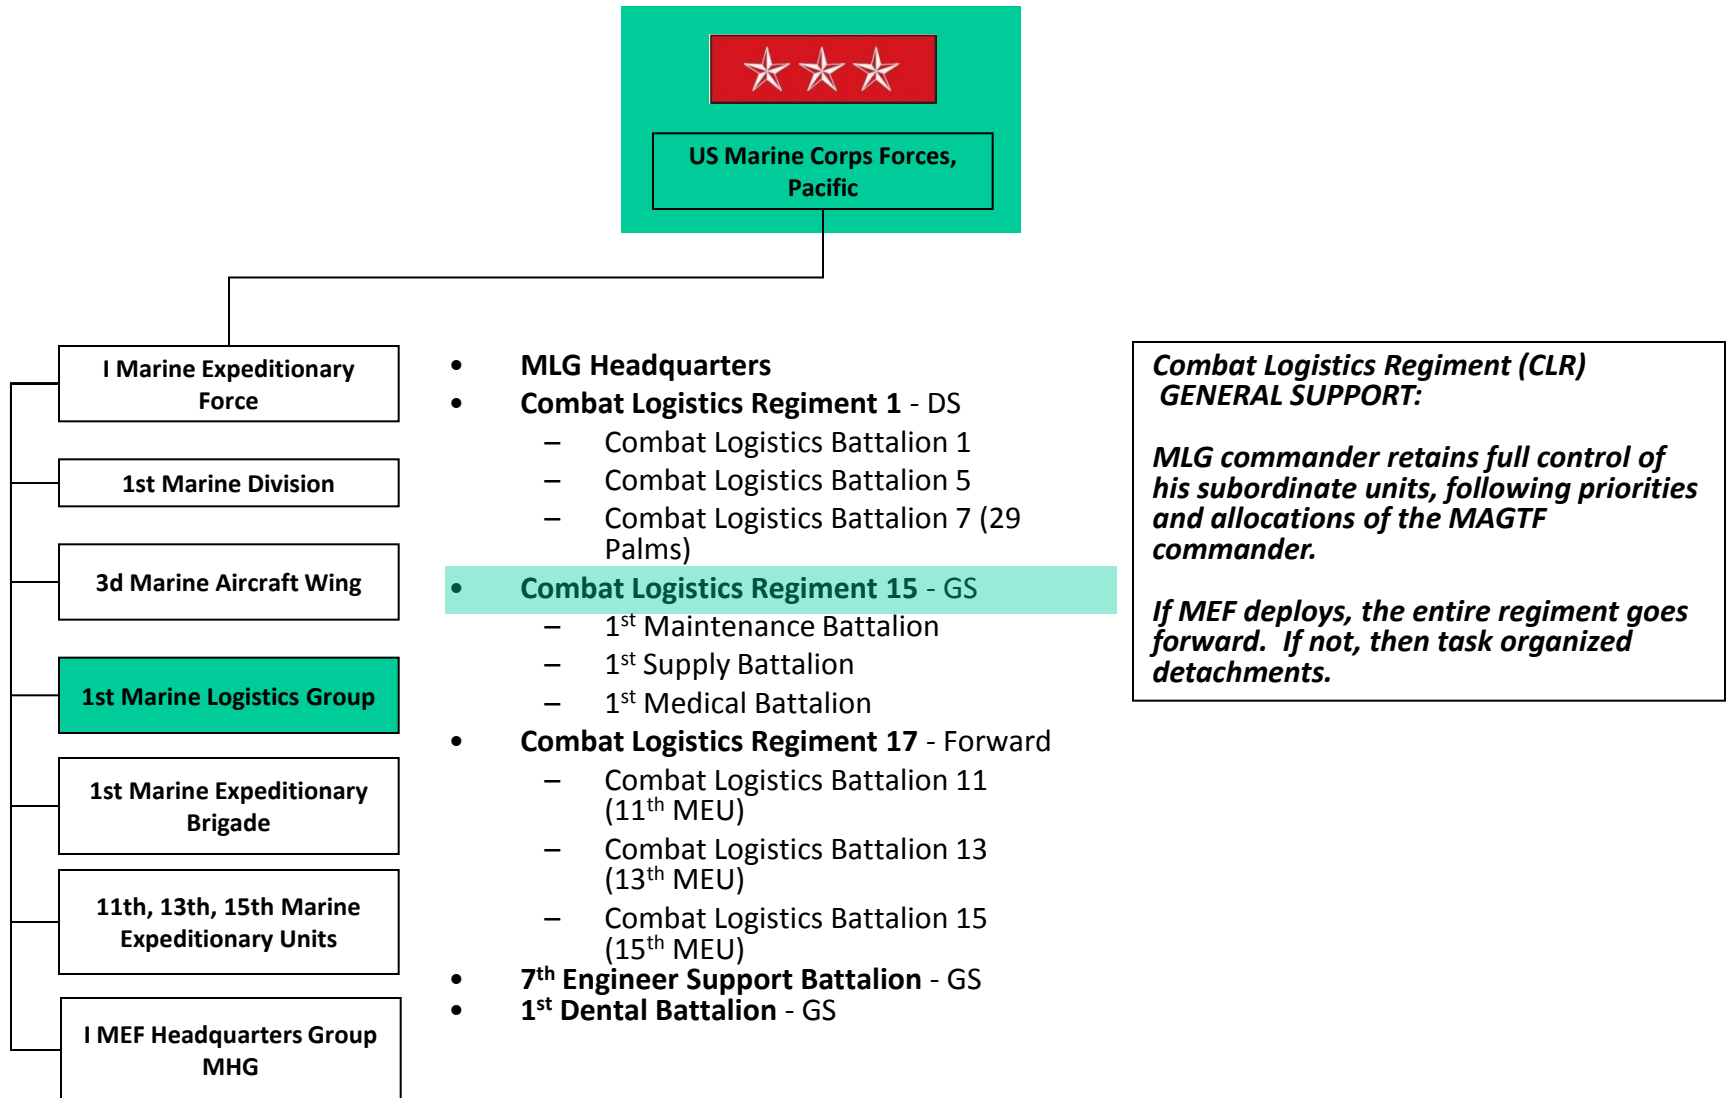 US Marine Corps Forces,
Pacific
I Marine Expeditionary
Force
1st Marine Division
3d Marine Aircraft Wing
1st Marine Logistics Group
1st Marine Expeditionary
Brigade
11th, 13th, 15th Marine
Expeditionary Units
I MEF Headquarters Group
MHG
• MLG Headquarters
• Combat Logistics Regiment 1 - DS
– Combat Logistics Battalion 1
– Combat Logistics Battalion 5
– Combat Logistics Battalion 7 (29
Palms)
• Combat Logistics Regiment 15 - GS
– 1st Maintenance Battalion
– 1st Supply Battalion
– 1st Medical Battalion
• Combat Logistics Regiment 17 - Forward
– Combat Logistics Battalion 11
(11th MEU)
– Combat Logistics Battalion 13
(13th MEU)
– Combat Logistics Battalion 15
(15th MEU)
• 7th Engineer Support Battalion - GS
• 1st Dental Battalion - GS
Combat Logistics Regiment (CLR)
GENERAL SUPPORT:
MLG commander retains full control of
his subordinate units, following priorities
and allocations of the MAGTF
commander.
If MEF deploys, the entire regiment goes
forward. If not, then task organized
detachments.